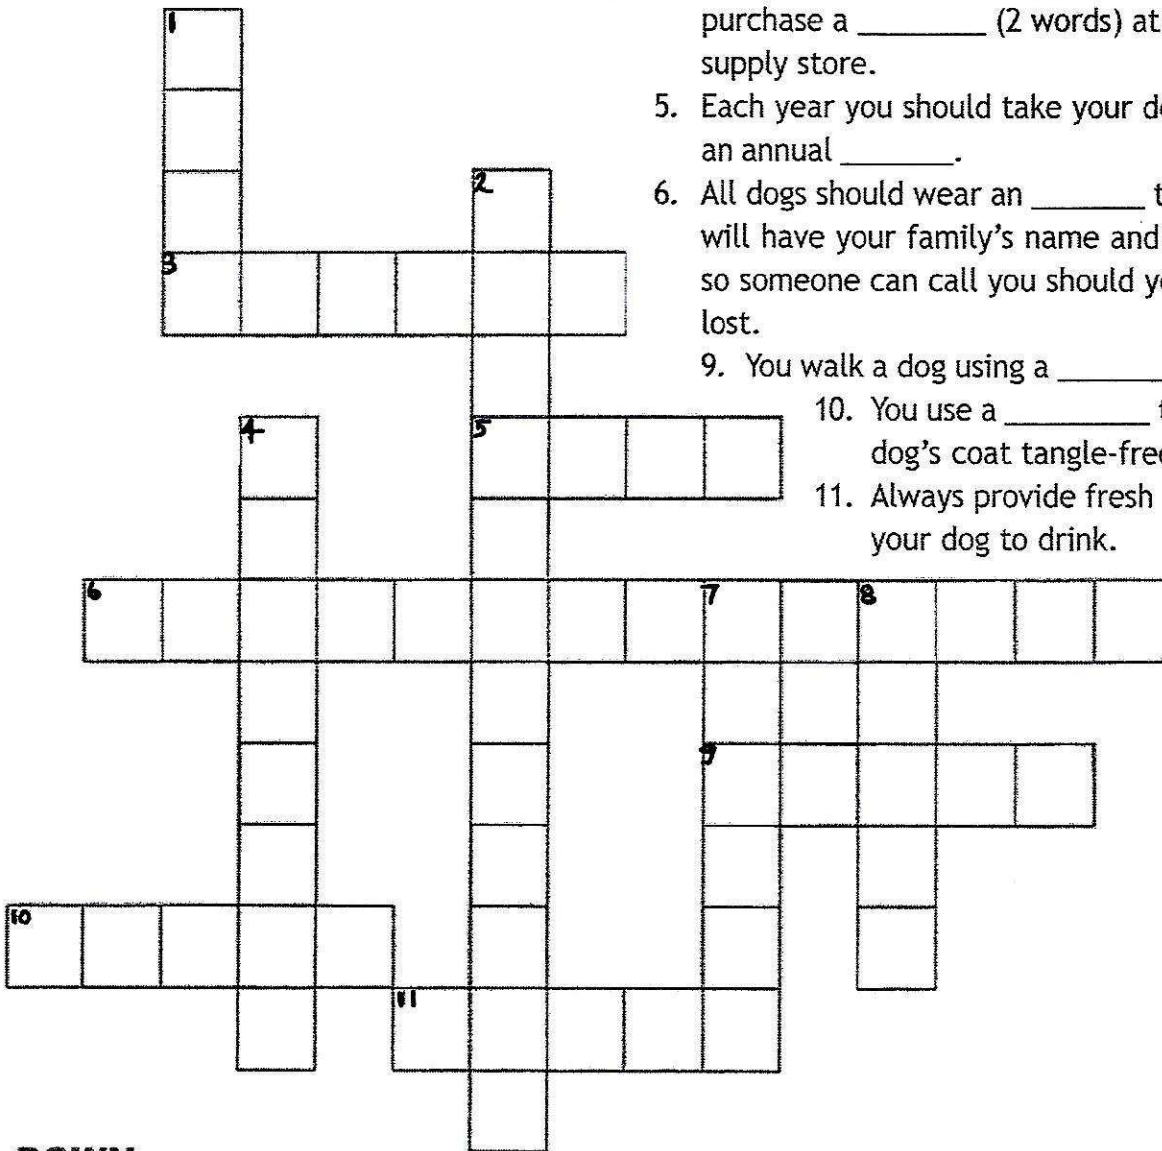 purchase a ________ (2 words) at
supply store.
5. Each year you should take your d
an annual _______.
6. All dogs should wear an _______ t
will have your family's name and
so someone can call you should y
lost.
9. You walk a dog using a _______
10. You use a _________
dog's coat tangle-free
11. Always provide fresh
your dog to drink.
1
2
3
4
5
6 7 8
9
10
11
DOWN